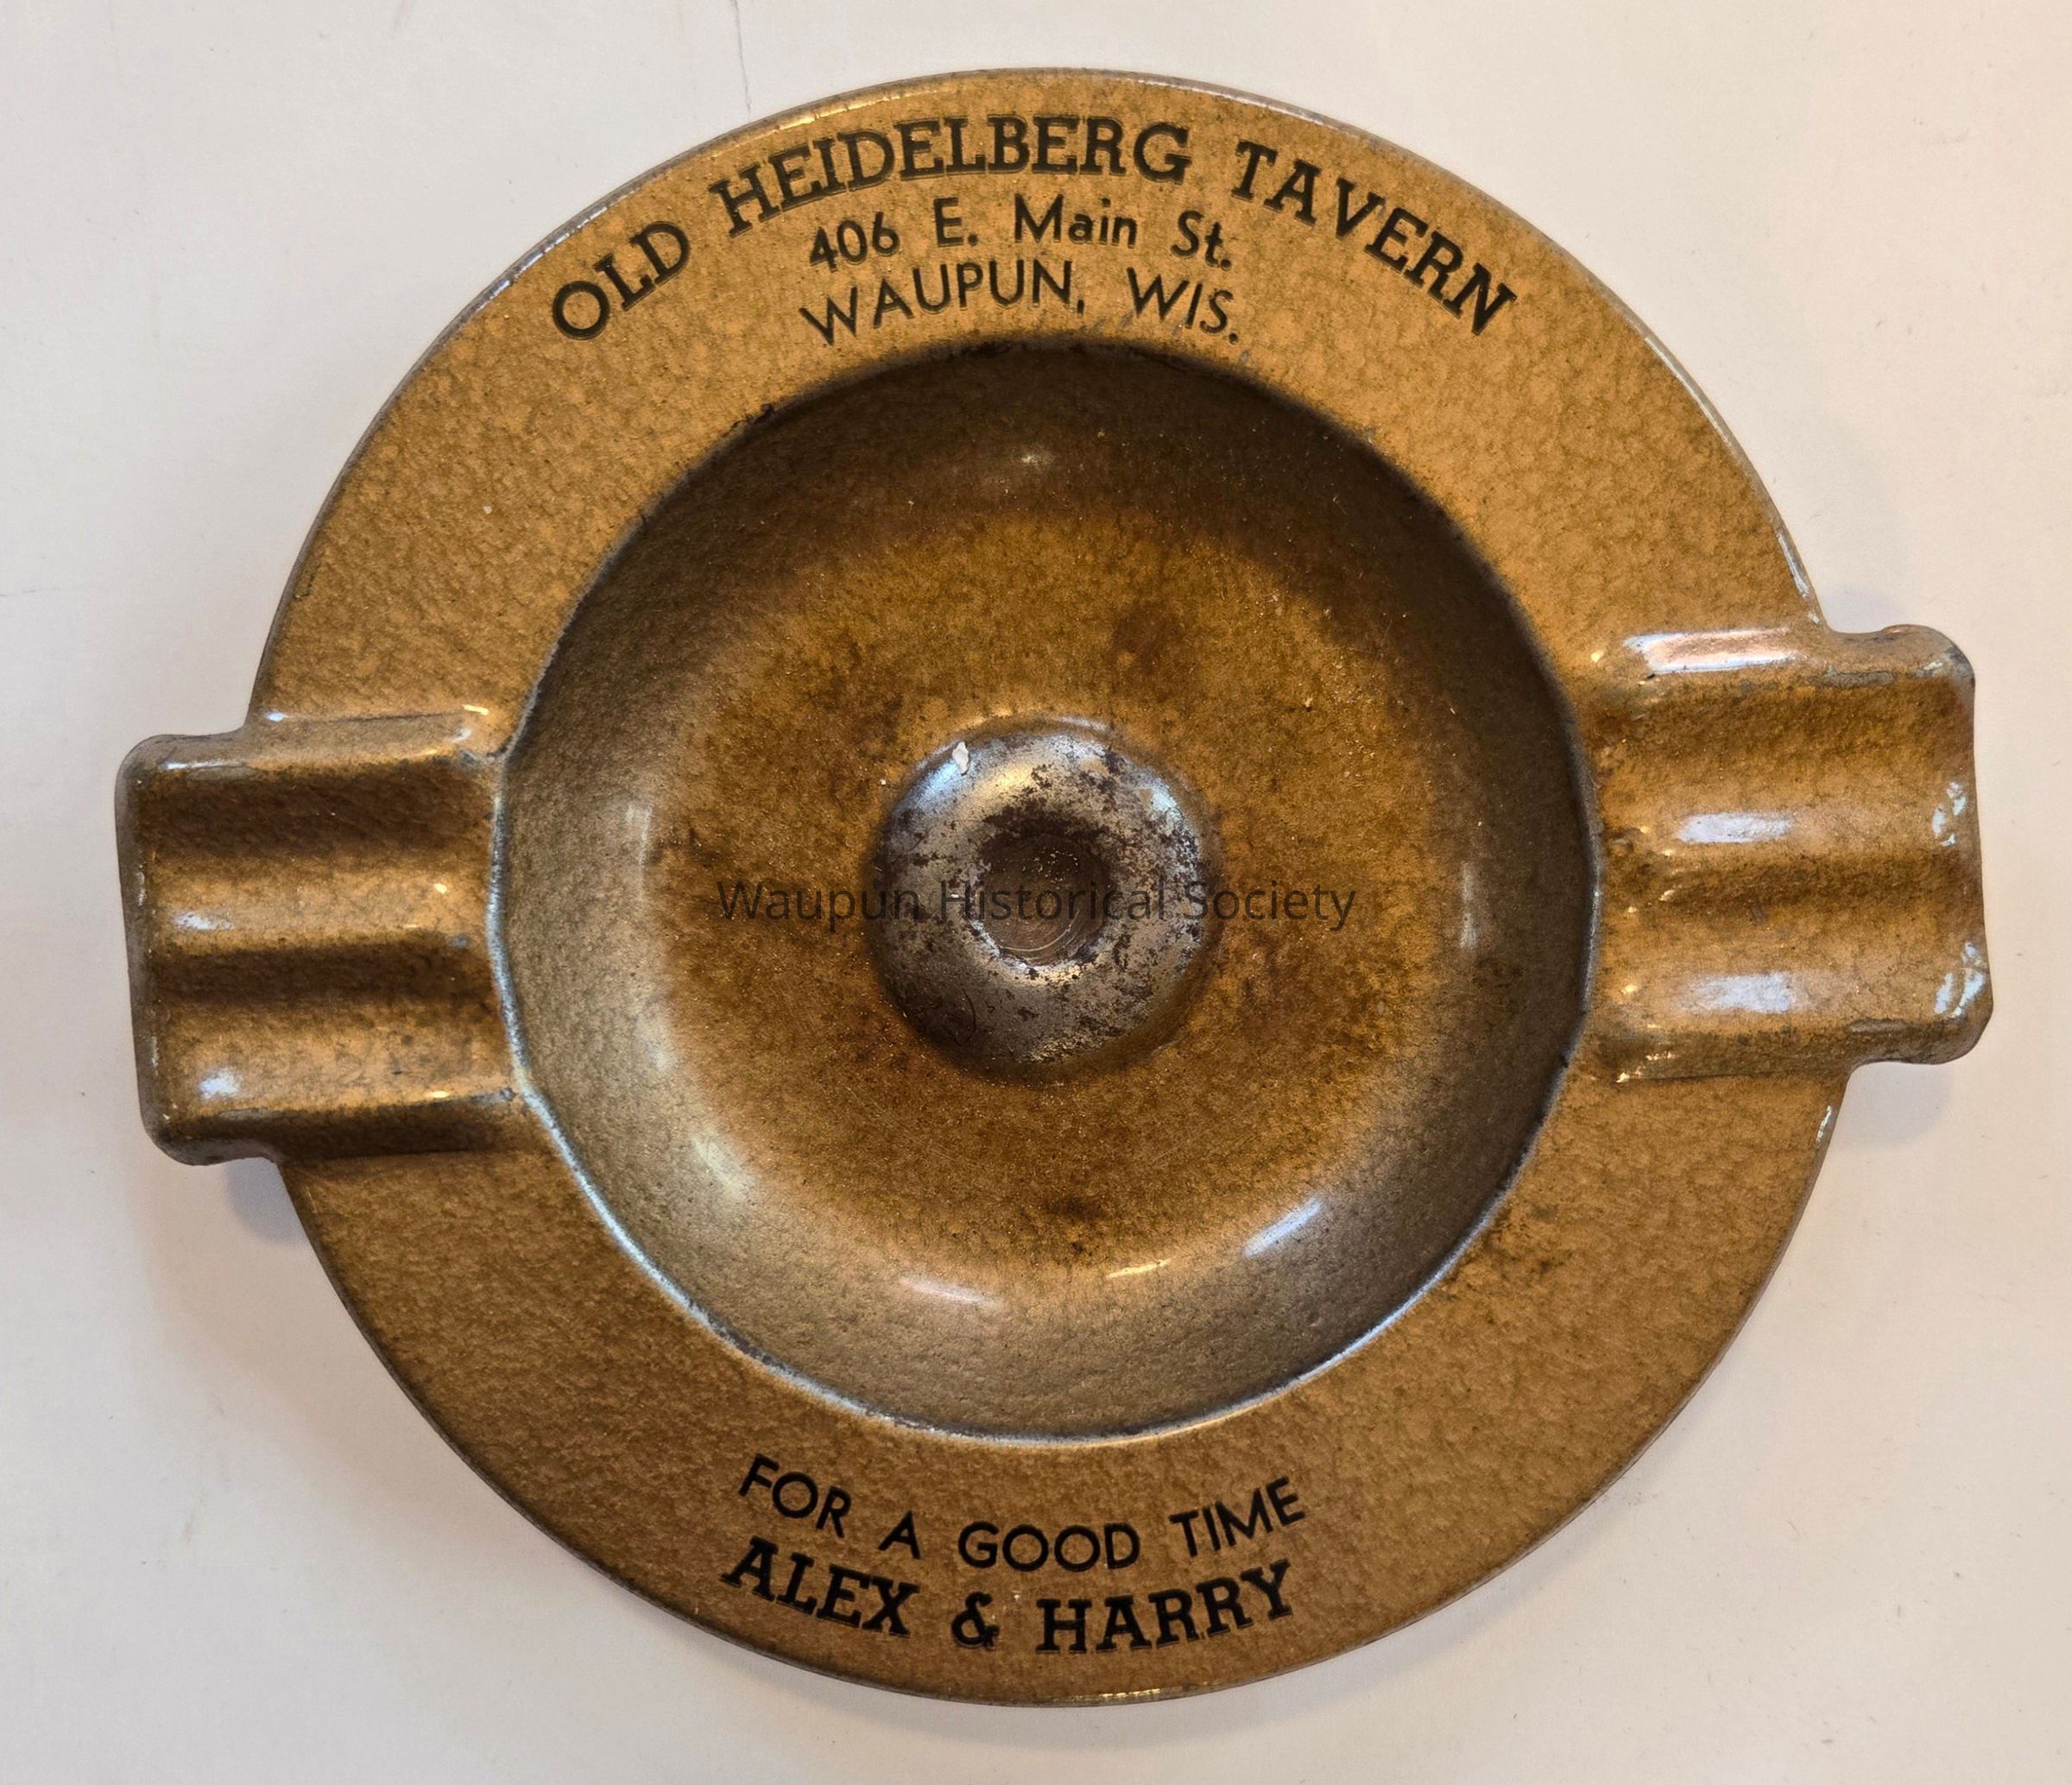 OLD HEIDELBERG TAVERN
406 E. Main St.
WAUPUN, WIS.
Waupun Historical Society
FOR A GOOD TIME
ALEX & HARRY